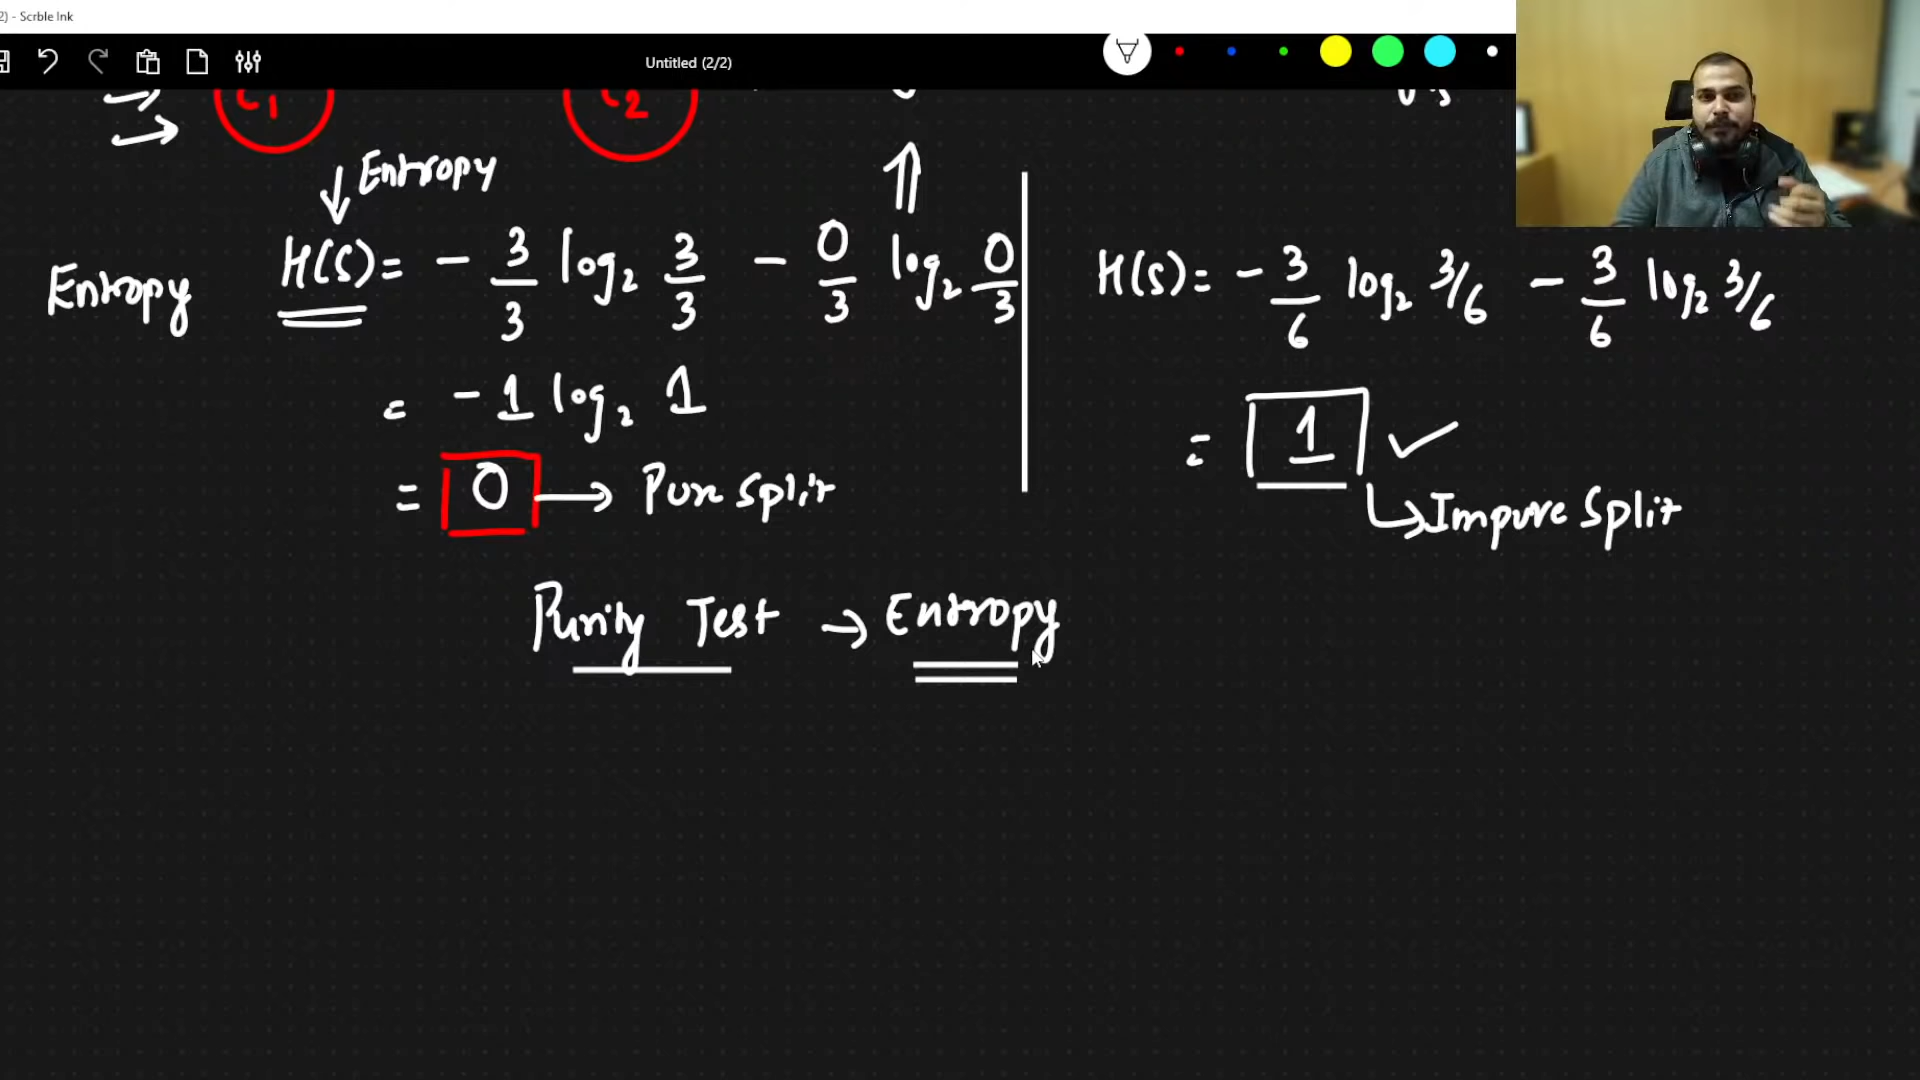 2) - Scrble Ink
Untitled (2/2)
C1 C2
Entropy
Entropy H(S) = - 3/3 log2 3/3 - 0/3 log2 0/3
H(S) = - 3/6 log2 3/6 - 3/6 log2 3/6
= -1 log2 1
= 1 ✓
= 0 → Pure Split
↳ Impure Split
Purity Test → Entropy